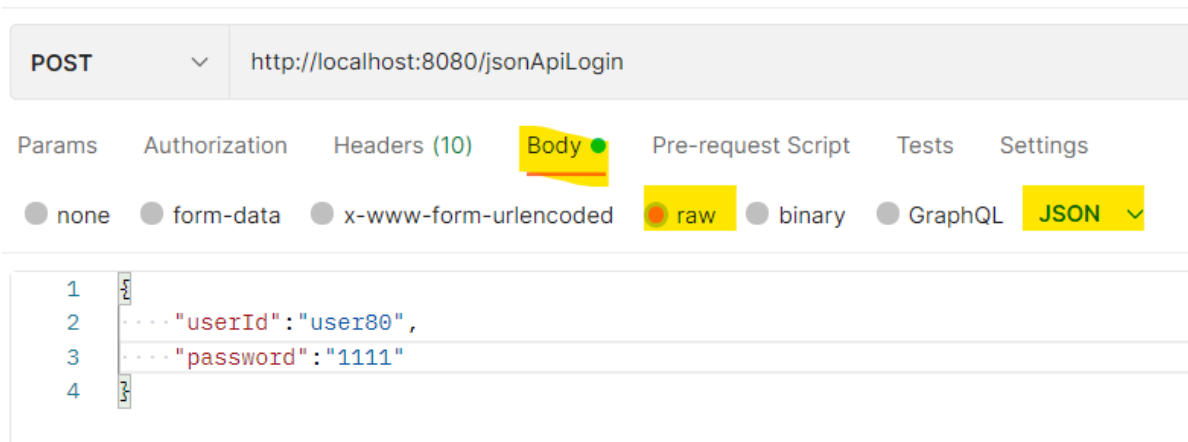 POST http://localhost:8080/jsonApiLogin
Params Authorization Headers (10) Body Pre-request Script Tests Settings
none form-data x-www-form-urlencoded raw binary GraphQL JSON
1 {
2 "userId":"user80",
3 "password":"1111"
4 }